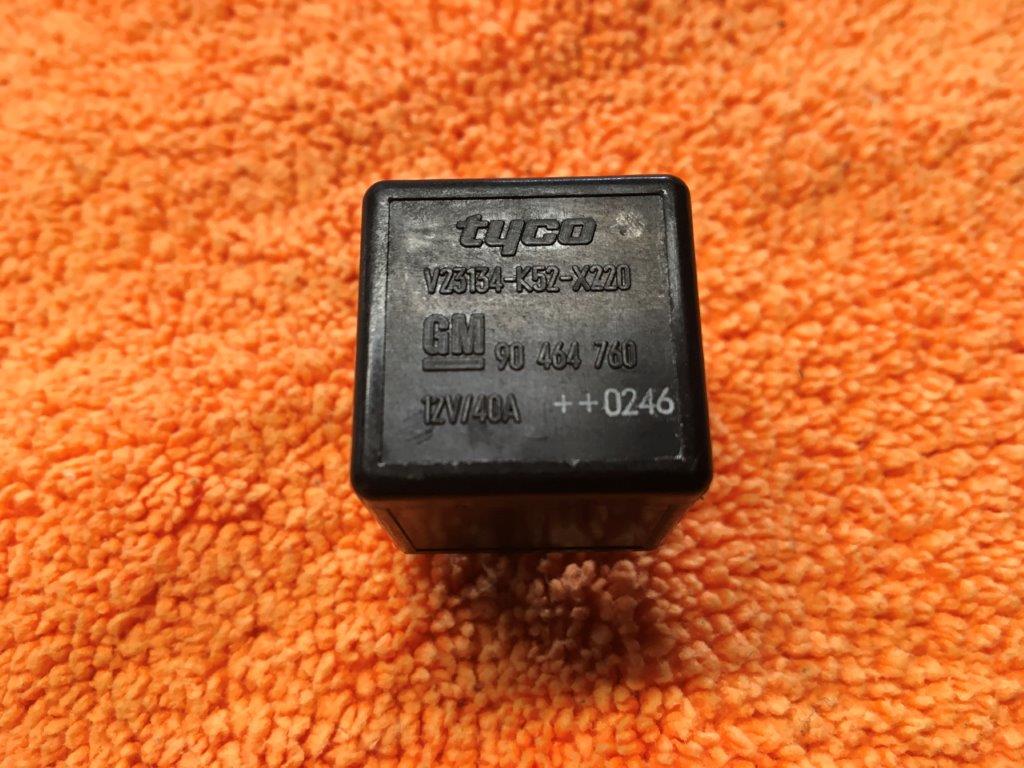 tyco
V23134-K52-X220
GM 90 464 760
12V/40A ++0246